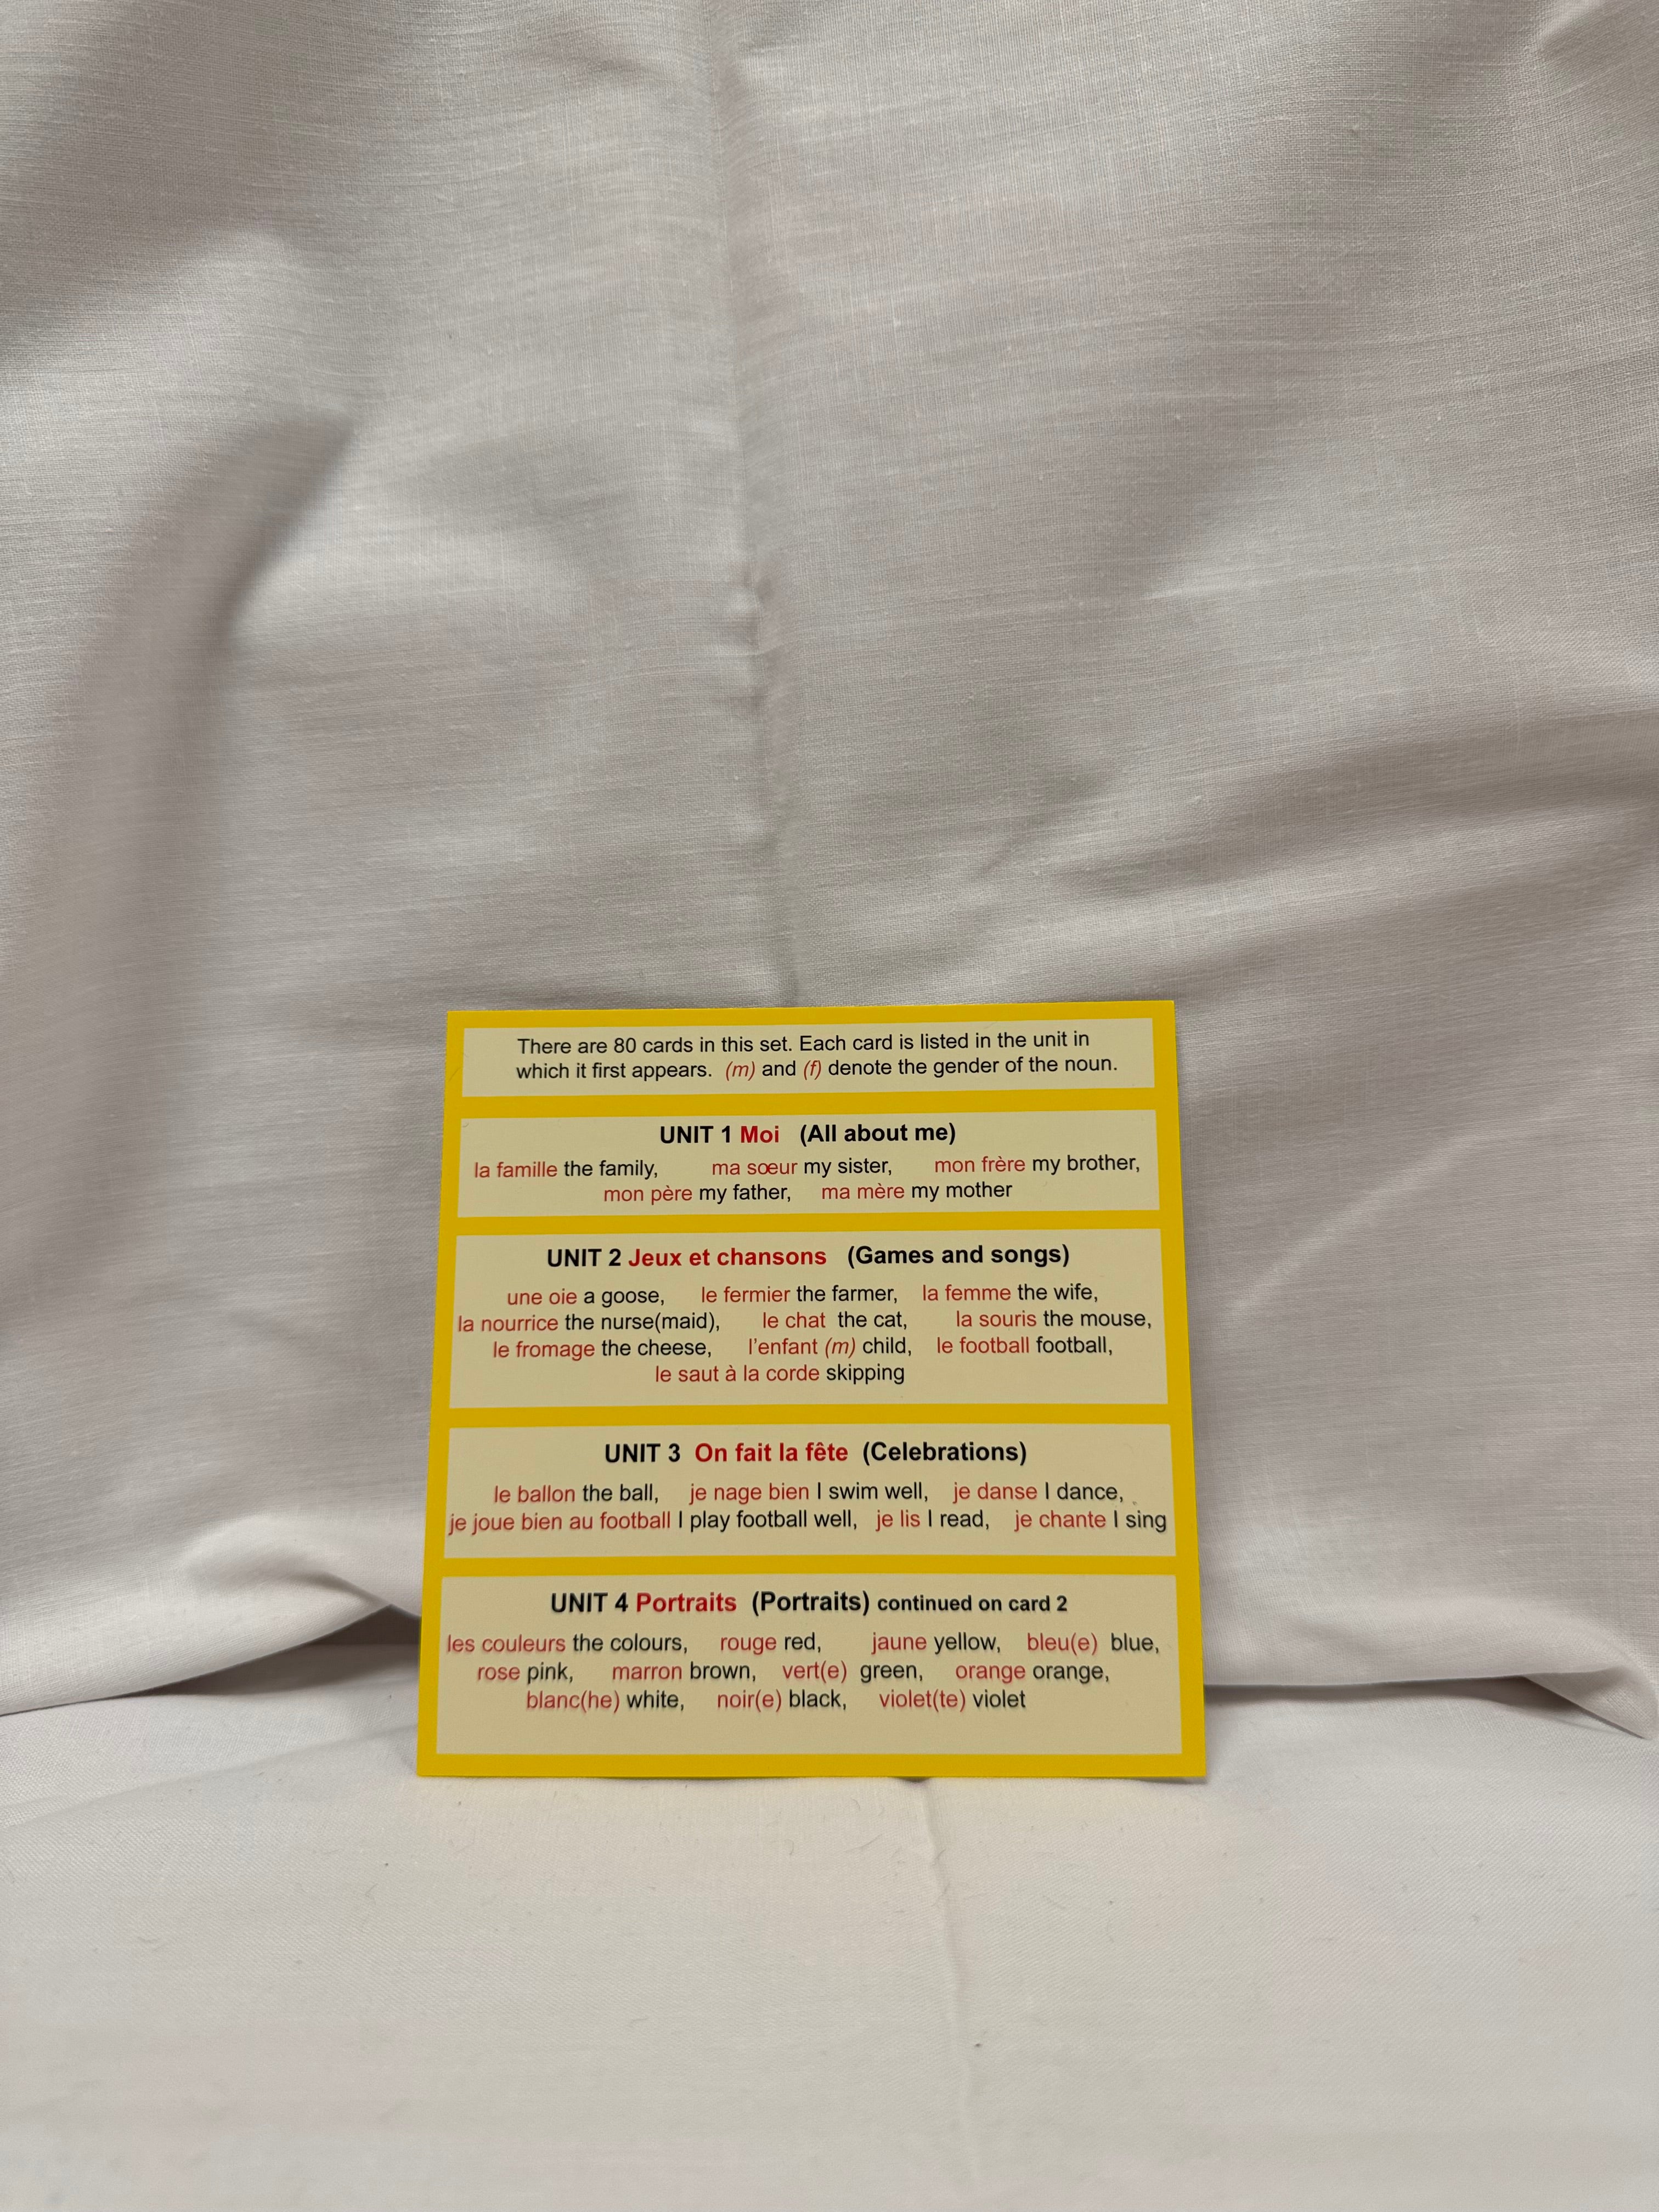 There are 80 cards in this set. Each card is listed in the unit in
which it first appears. (m) and (f) denote the gender of the noun.
UNIT 1 Moi (All about me)
la famille the family, ma sœur my sister, mon frère my brother,
mon père my father, ma mère my mother
UNIT 2 Jeux et chansons (Games and songs)
une oie a goose, le fermier the farmer, la femme the wife,
la nourrice the nurse(maid), le chat the cat, la souris the mouse,
le fromage the cheese, l'enfant (m) child, le football football,
le saut à la corde skipping
UNIT 3 On fait la fête (Celebrations)
le ballon the ball, je nage bien I swim well, je danse I dance,
je joue bien au football I play football well, je lis I read, je chante I sing
UNIT 4 Portraits (Portraits) continued on card 2
les couleurs the colours, rouge red, jaune yellow, bleu(e) blue,
rose pink, marron brown, vert(e) green, orange orange,
blanc(he) white, noir(e) black, violet(te) violet